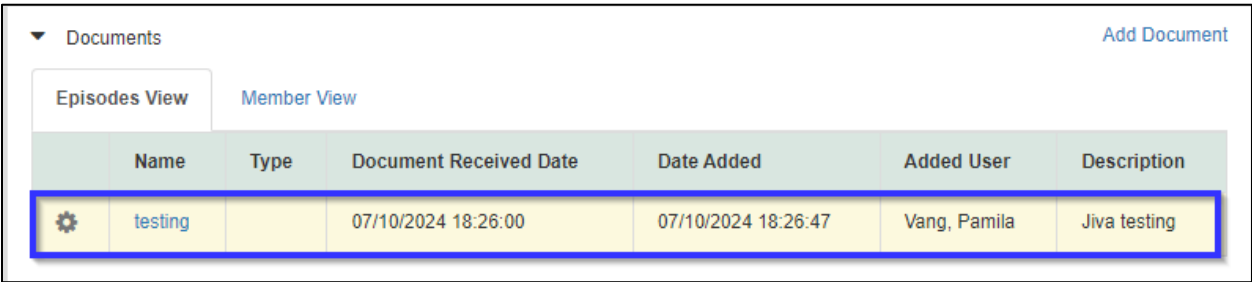 Documents Add Document
Episodes View Member View
Name Type Document Received Date Date Added Added User Description
testing 07/10/2024 18:26:00 07/10/2024 18:26:47 Vang, Pamila Jiva testing